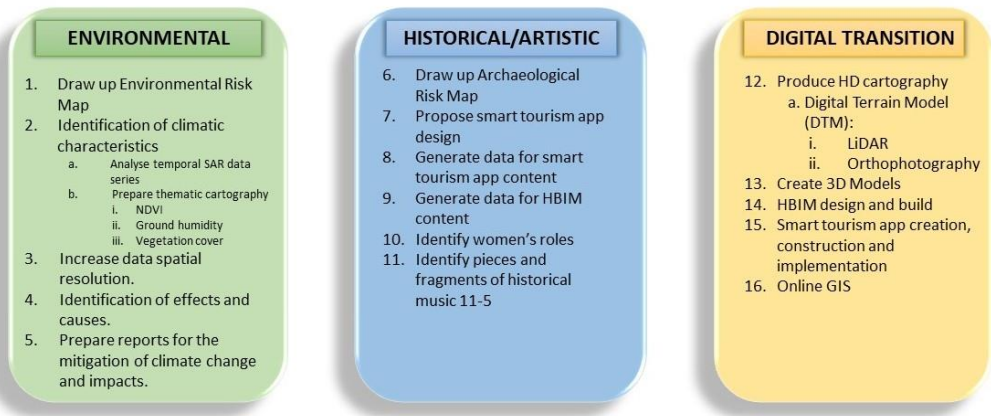 ENVIRONMENTAL
1. Draw up Environmental Risk
Map
2. Identification of climatic
characteristics
a. Analyse temporal SAR data
series
b. Prepare thematic cartography
i. NDVI
ii. Ground humidity
iii. Vegetation cover
3. Increase data spatial
resolution.
4. Identification of effects and
causes.
5. Prepare reports for the
mitigation of climate change
and impacts.
HISTORICAL/ARTISTIC
6. Draw up Archaeological
Risk Map
7. Propose smart tourism app
design
8. Generate data for smart
tourism app content
9. Generate data for HBIM
content
10. Identify women's roles
11. Identify pieces and
fragments of historical
music 11-5
DIGITAL TRANSITION
12. Produce HD cartography
a. Digital Terrain Model
(DTM):
i. LiDAR
ii. Orthophotography
13. Create 3D Models
14. HBIM design and build
15. Smart tourism app creation,
construction and
implementation
16. Online GIS